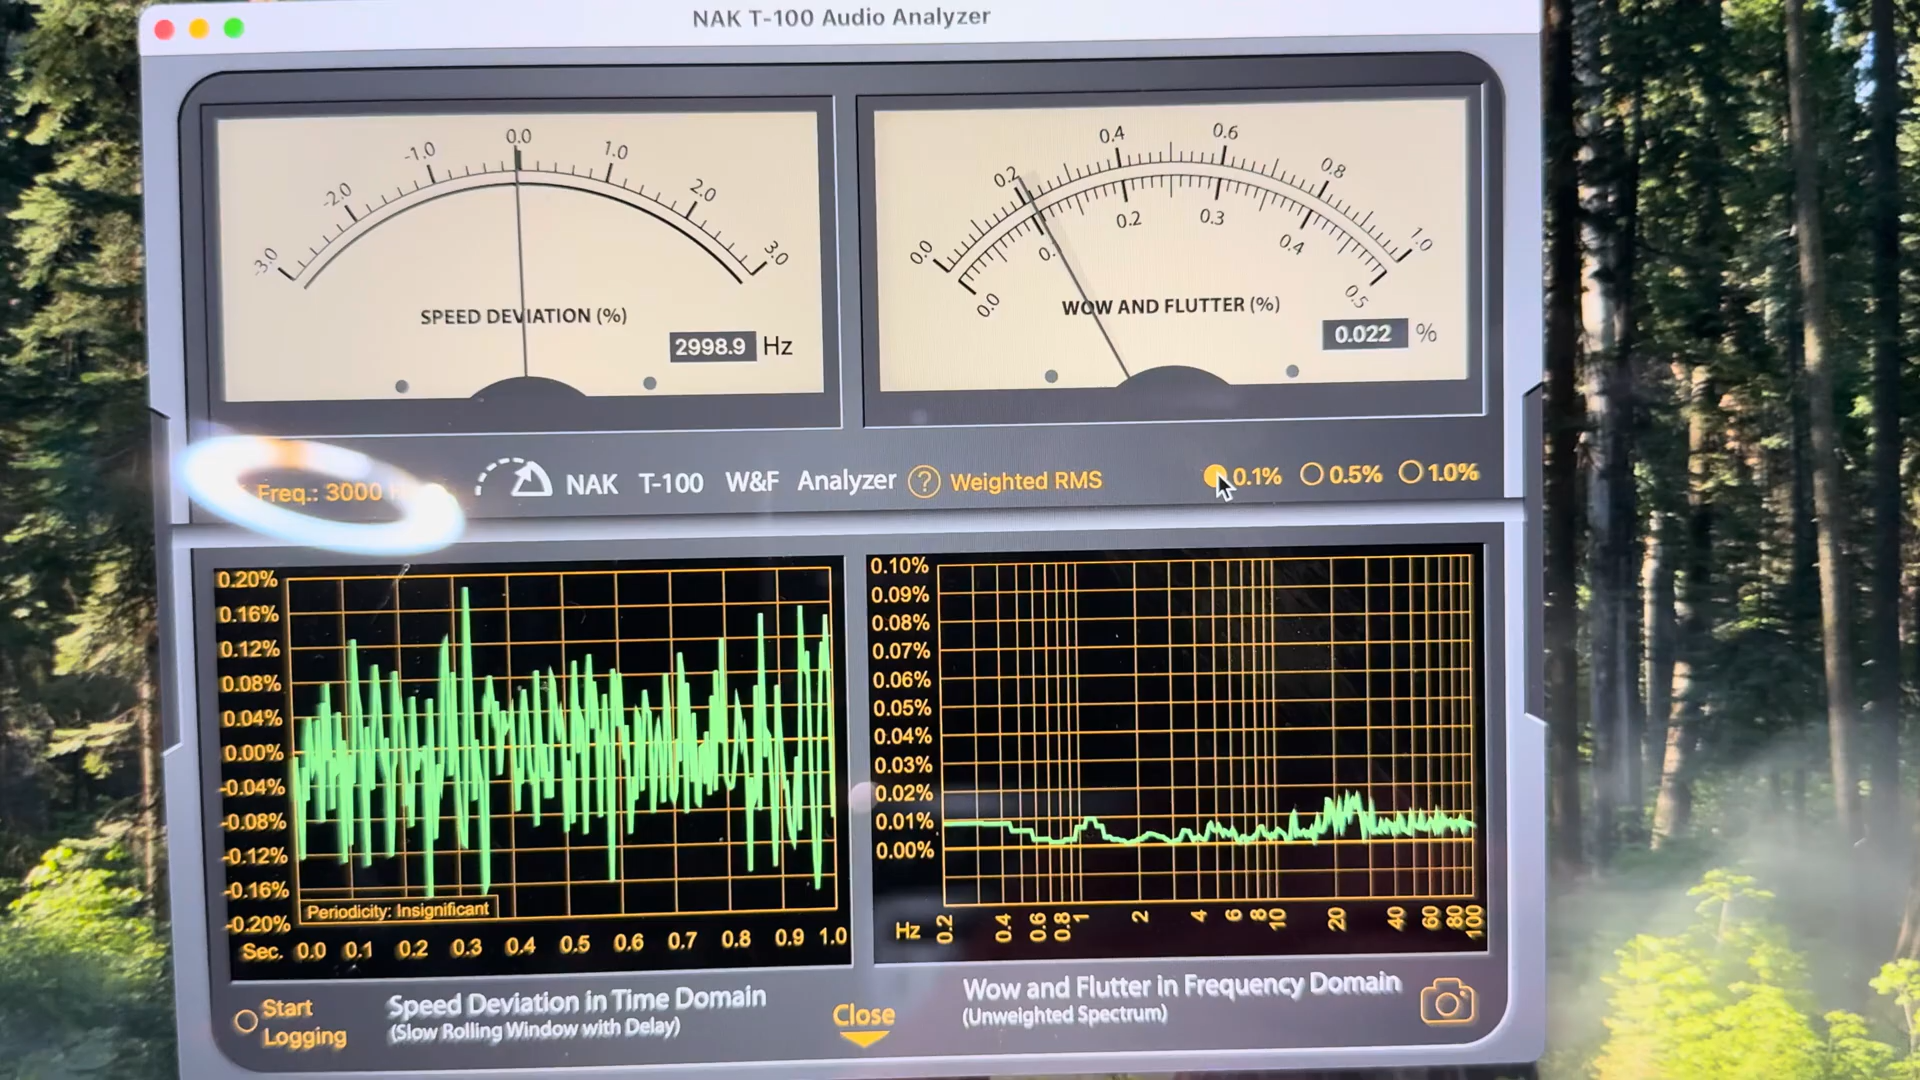 NAK T-100 Audio Analyzer
-3.0 -2.0 -1.0 0.0 1.0 2.0 3.0
SPEED DEVIATION (%)
2998.9 Hz
0.0 0.2 0.4 0.6 0.8 1.0
0.0 0. 0.2 0.3 0.4 0.5
WOW AND FLUTTER (%)
0.022 %
Freq.: 3000
NAK T-100 W&F Analyzer ? Weighted RMS
0.1% 0.5% 1.0%
0.20%
0.16%
0.12%
0.08%
0.04%
0.00%
-0.04%
-0.08%
-0.12%
-0.16%
-0.20%
Periodicity: Insignificant
Sec. 0.0 0.1 0.2 0.3 0.4 0.5 0.6 0.7 0.8 0.9 1.0
0.10%
0.09%
0.08%
0.07%
0.06%
0.05%
0.04%
0.03%
0.02%
0.01%
0.00%
Hz 0.2 0.4 0.6 0.8 1 2 4 6 8 10 20 40 60 80 100
Start
Logging
Speed Deviation in Time Domain
(Slow Rolling Window with Delay)
Close
Wow and Flutter in Frequency Domain
(Unweighted Spectrum)